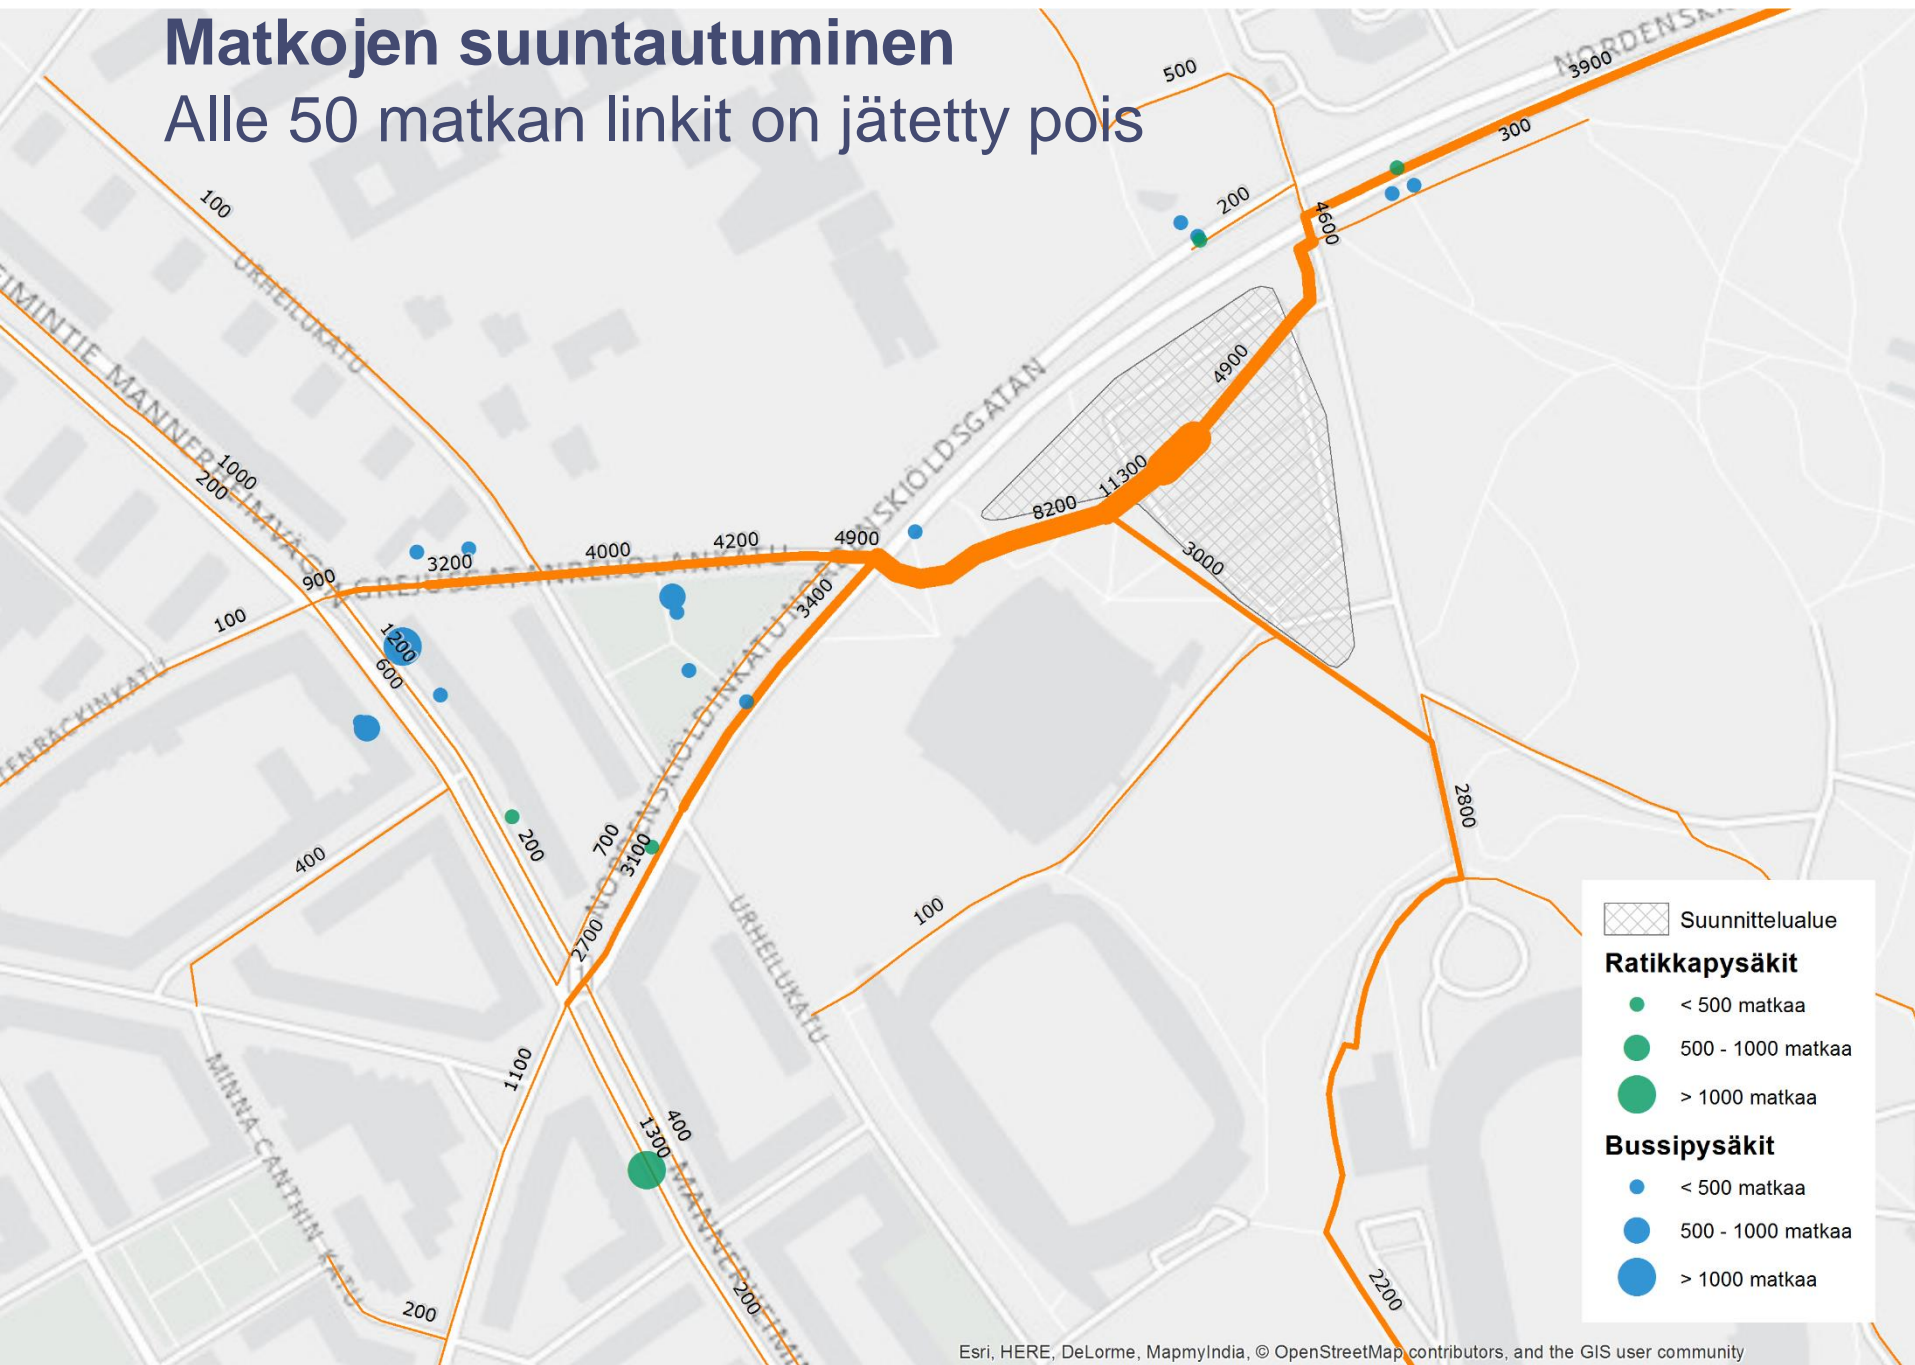 Matkojen suuntautuminen
Alle 50 matkan linkit on jätetty pois
500
3900
300
200
4600
100
URHEILUKATU
4900
11300
8200
3000
MANNERHEIMVÄGEN
1000
200
900
3200
4000
4200
4900
3400
100
1200
600
NORDENSKIÖLDINKATU
2800
400
200
700
3100
2700
100
URHEILUKATU
1100
MINNA CANTHIN KATU
1300
400
200
200
2200
Suunnittelualue
Ratikkapysäkit
< 500 matkaa
500 - 1000 matkaa
> 1000 matkaa
Bussipysäkit
< 500 matkaa
500 - 1000 matkaa
> 1000 matkaa
Esri, HERE, DeLorme, MapmyIndia, © OpenStreetMap contributors, and the GIS user community